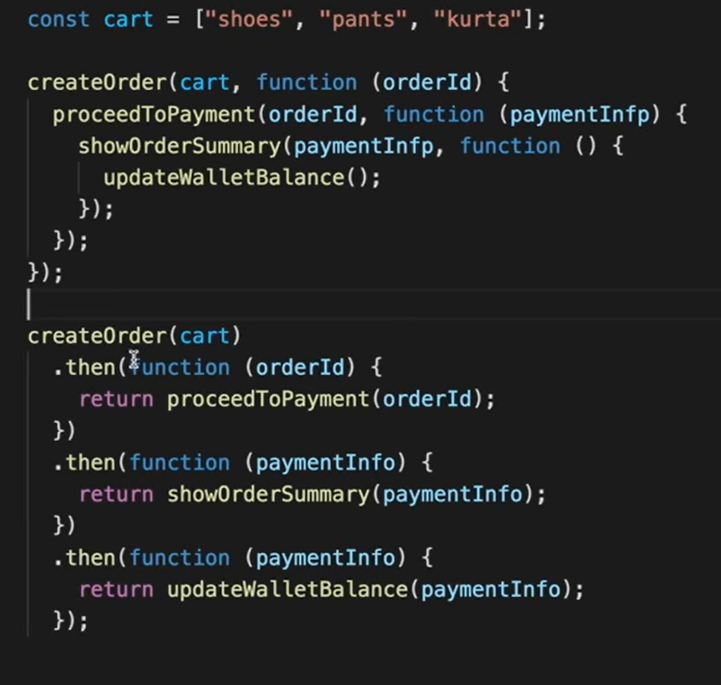 const cart = ["shoes", "pants", "kurta"];
createOrder(cart, function (orderId) {
proceedToPayment(orderId, function (paymentInfp) {
showOrderSummary(paymentInfp, function () {
updateWalletBalance();
});
});
});
createOrder(cart)
.then(function (orderId) {
return proceedToPayment(orderId);
})
.then(function (paymentInfo) {
return showOrderSummary(paymentInfo);
})
.then(function (paymentInfo) {
return updateWalletBalance(paymentInfo);
});